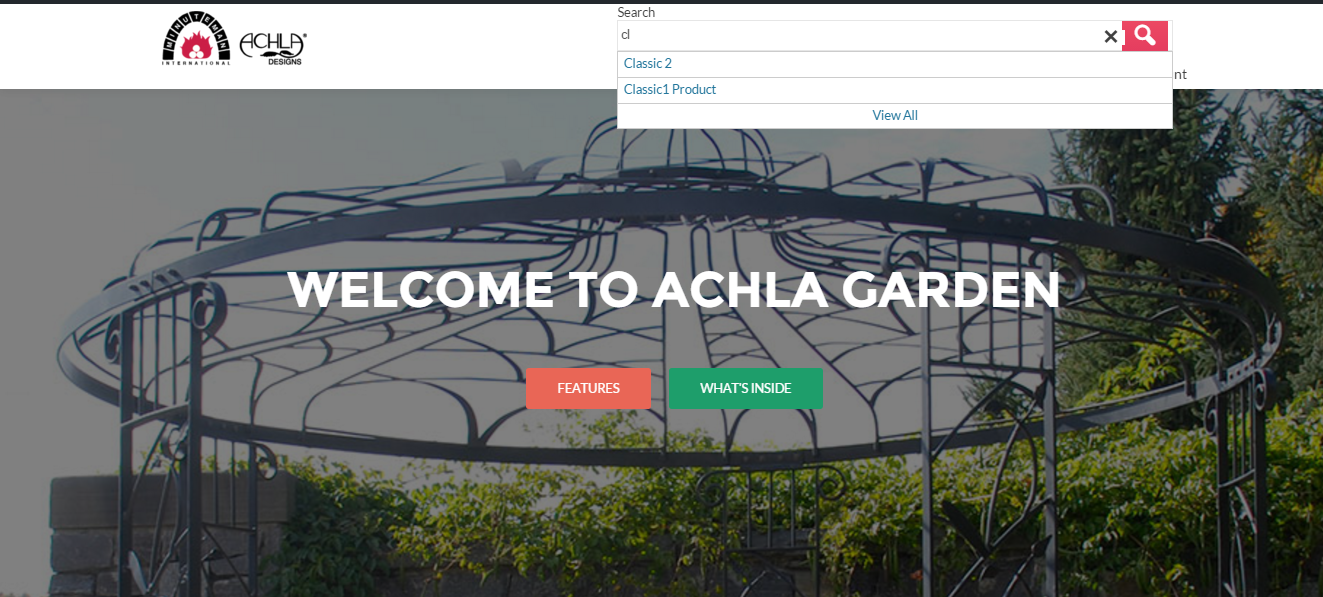 Search
MINUTEMAN
INTERNATIONAL
ACHLA®
DESIGNS
cl
Classic 2
Classic1 Product
nt
View All
WELCOME TO ACHLA GARDEN
FEATURES
WHAT'S INSIDE